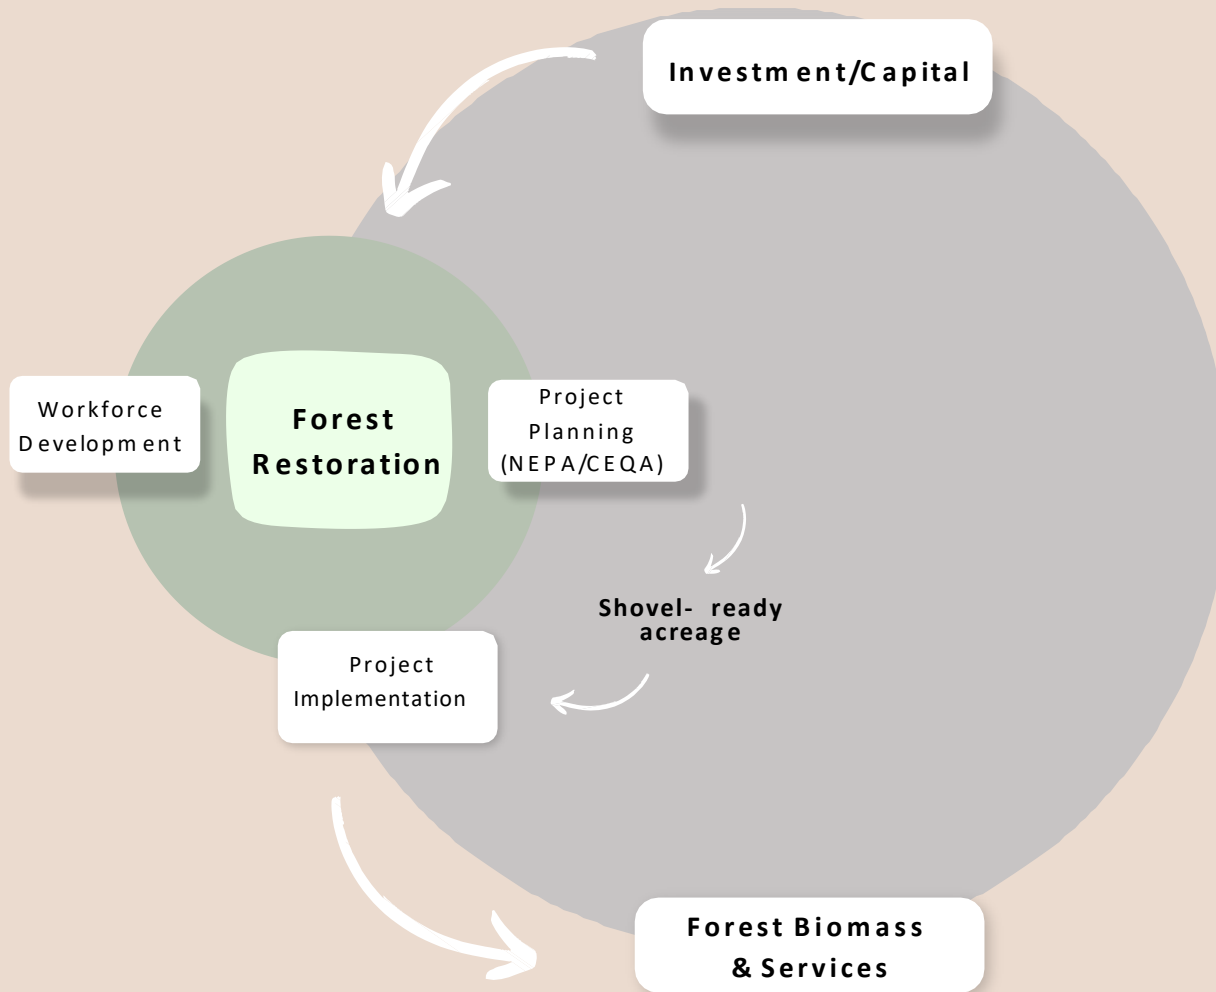 Investment/Capital
Workforce
Development
Forest
Restoration
Project
Planning
(NEPA/CEQA)
Shovel- ready
acreage
Project
Implementation
Forest Biomass
& Services